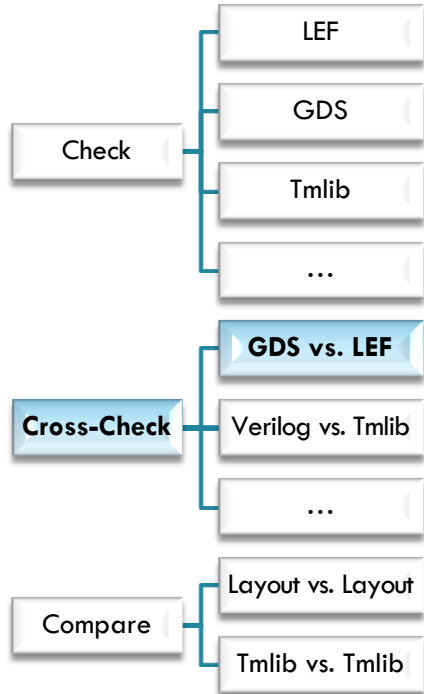 Check
LEF
GDS
Tmlib
...
Cross-Check
GDS vs. LEF
Verilog vs. Tmlib
...
Compare
Layout vs. Layout
Tmlib vs. Tmlib